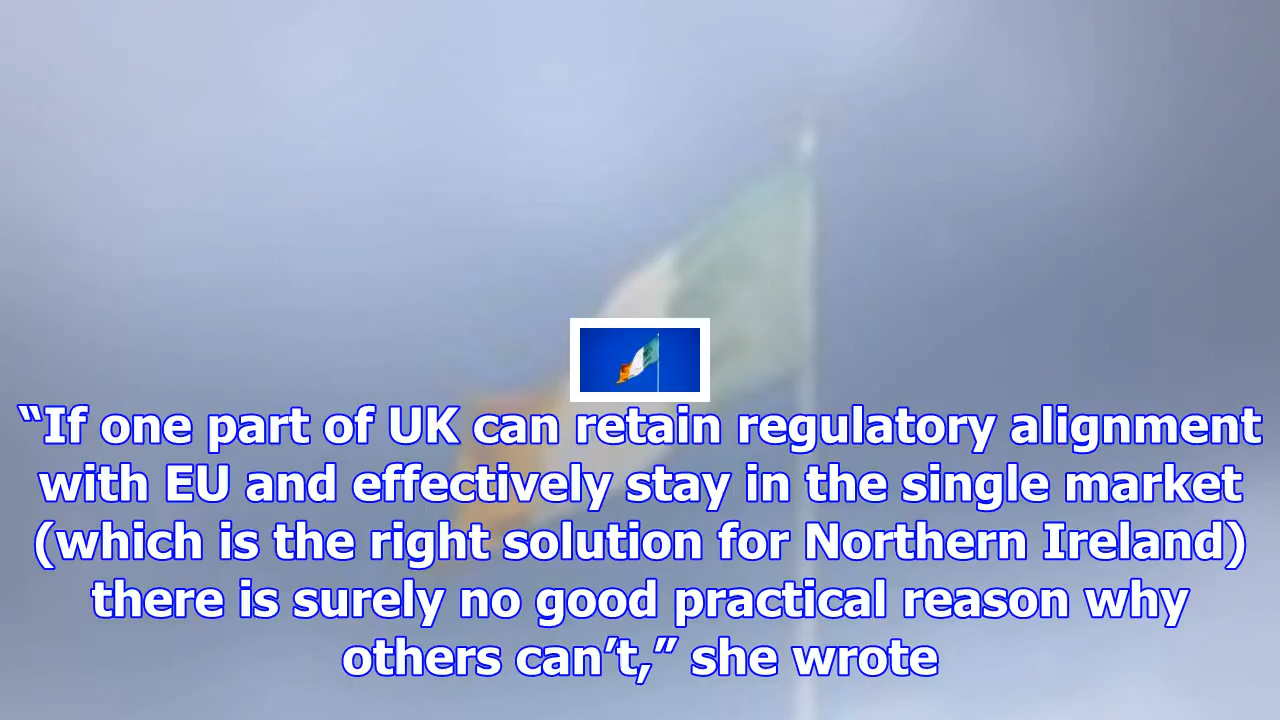 “If one part of UK can retain regulatory alignment
with EU and effectively stay in the single market
(which is the right solution for Northern Ireland)
there is surely no good practical reason why
others can’t,” she wrote